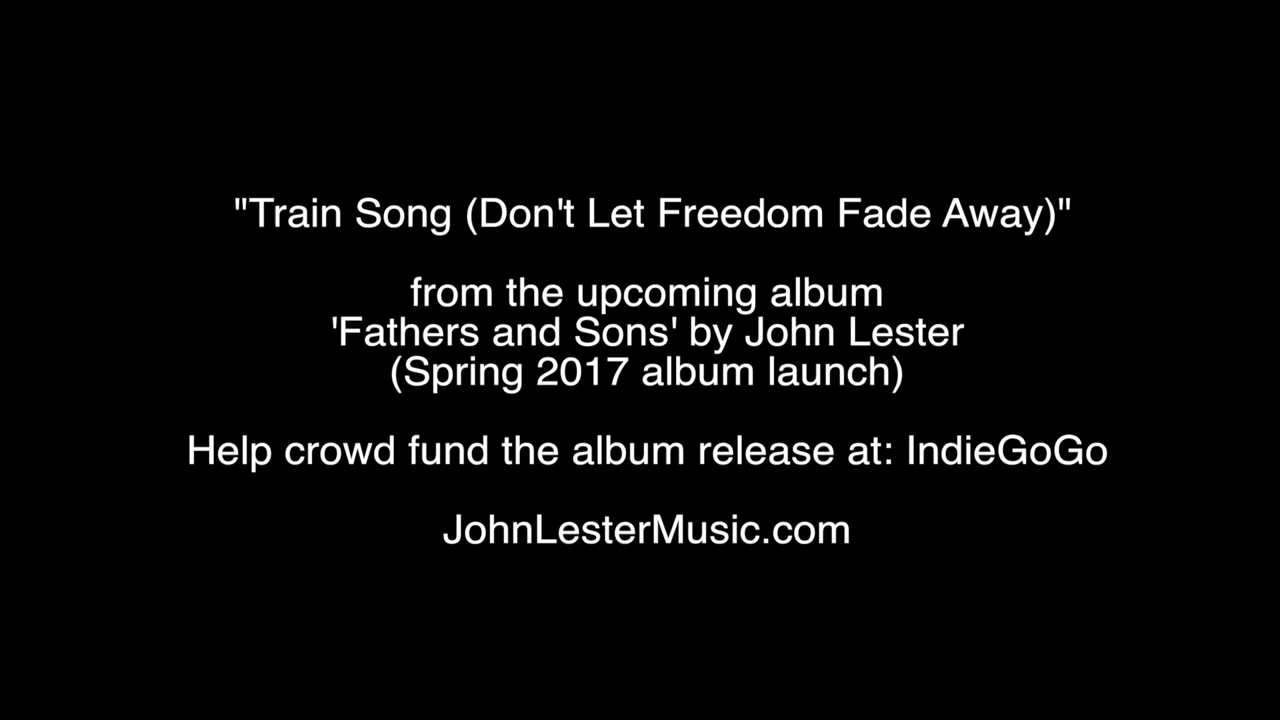 "Train Song (Don't Let Freedom Fade Away)"
from the upcoming album
'Fathers and Sons' by John Lester
(Spring 2017 album launch)
Help crowd fund the album release at: IndieGoGo
JohnLesterMusic.com